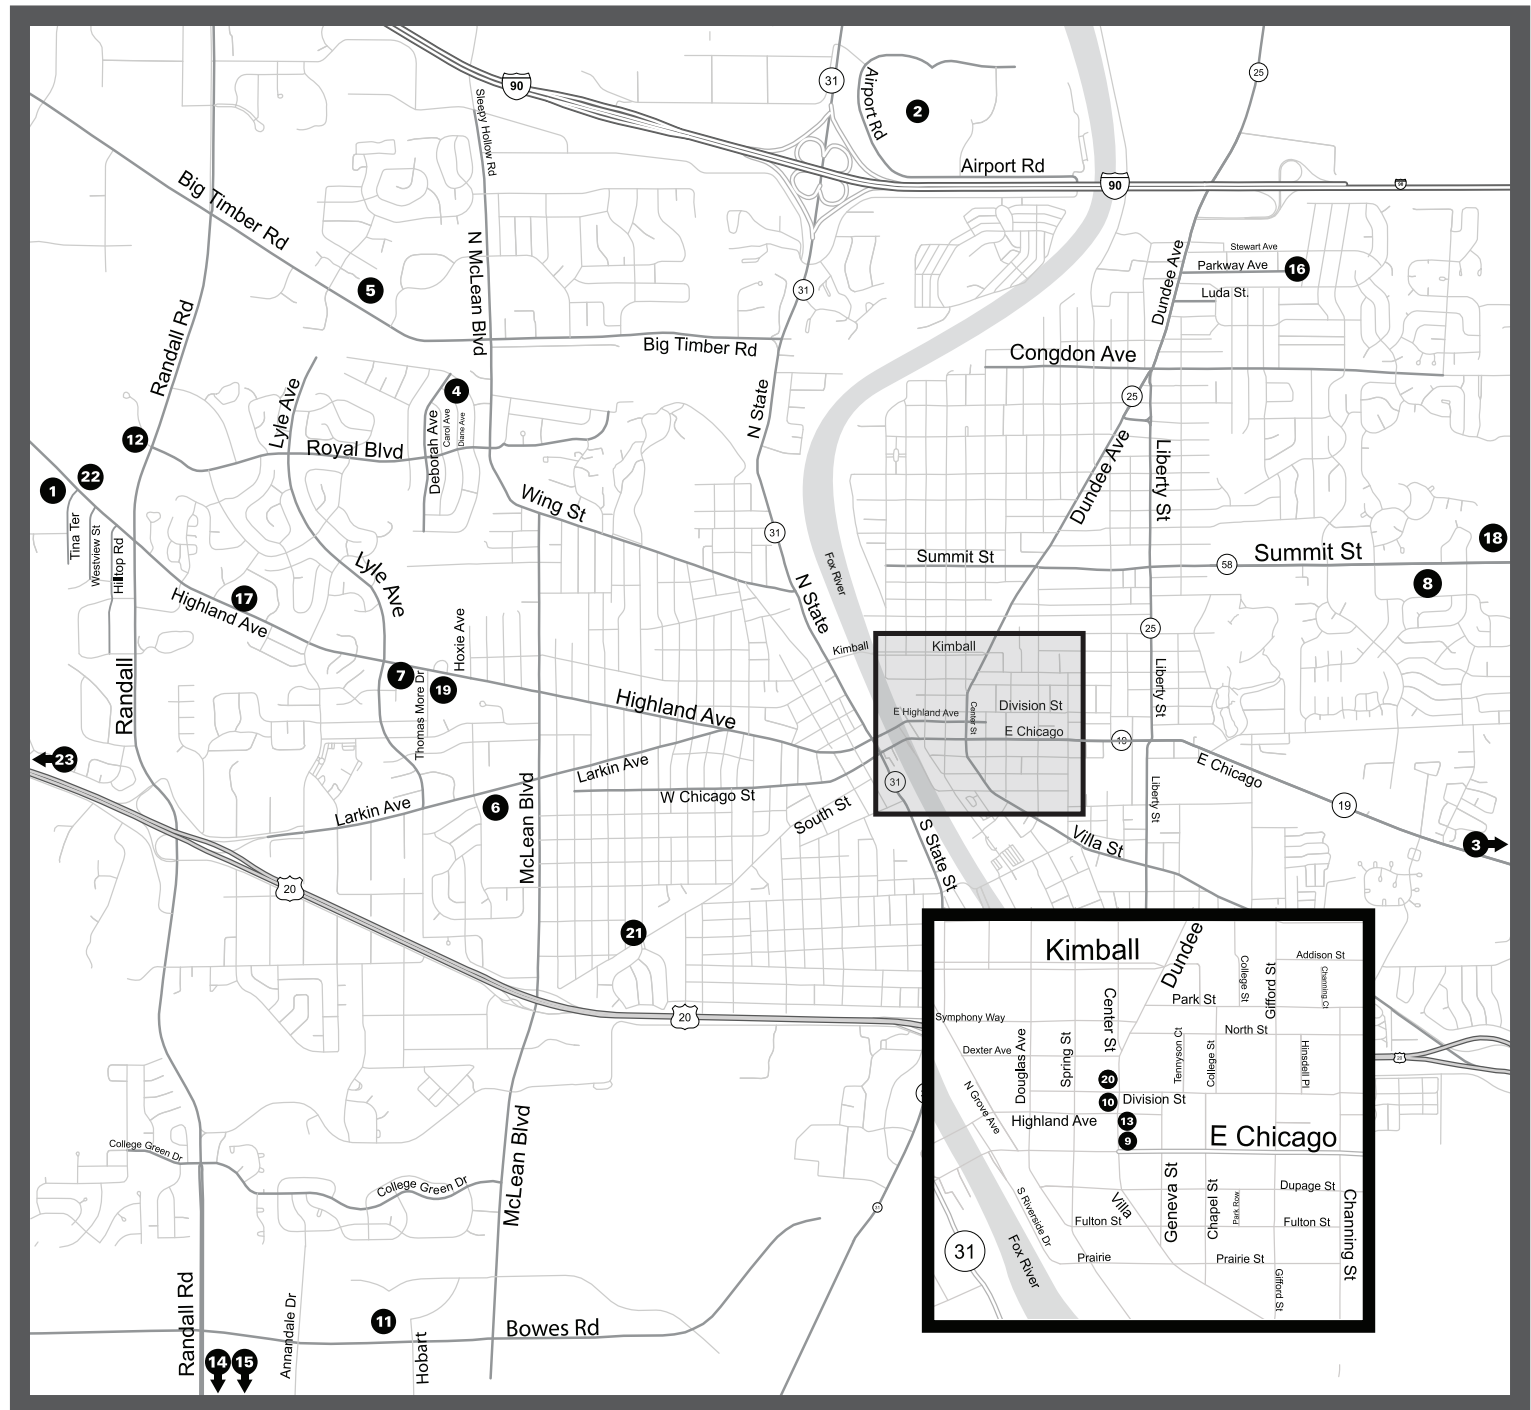 31
25
90
Airport Rd
2
Sleepy Hollow Rd
Airport Rd
90
Big Timber Rd
N McLean Blvd
Stewart Ave
Dundee Ave
Parkway Ave
16
5
31
Luda St.
Randall Rd
Big Timber Rd
Congdon Ave
4
Lyle Ave
N State
25
Deborah Ave
Carol Ave
Diane Ave
12
Royal Blvd
Dundee Ave
Liberty St
22
1
Wing St
Tina Ter
Westview St
Hilltop Rd
31
18
Summit St
58
Summit St
8
Fox River
Lyle Ave
17
Highland Ave
N State
Hoxie Ave
25
Kimball
Kimball
7
19
Thomas More Dr
Randall
Liberty St
Highland Ave
E Highland Ave
Center St
Division St
E Chicago
19
23
Larkin Ave
E Chicago
31
W Chicago St
Liberty St
Larkin Ave
6
McLean Blvd
South St
19
Villa St
3
S State St
20
21
Kimball
Dundee
College St
Gifford St
Addison St
Channing Ct
Center St
Park St
20
Symphony Way
North St
Dexter Ave
Douglas Ave
Spring St
Tennyson Ct
College St
Hinsdell Pl
20
N Grove Ave
10
Division St
Highland Ave
13
9
E Chicago
McLean Blvd
College Green Dr
College Green Dr
Geneva St
Chapel St
Park Row
Dupage St
Channing St
S Riverside Dr
Villa
Fulton St
Fulton St
31
Fox River
Prairie
Prairie St
Gifford St
Randall Rd
Annandale Dr
11
Hobart
Bowes Rd
14
15